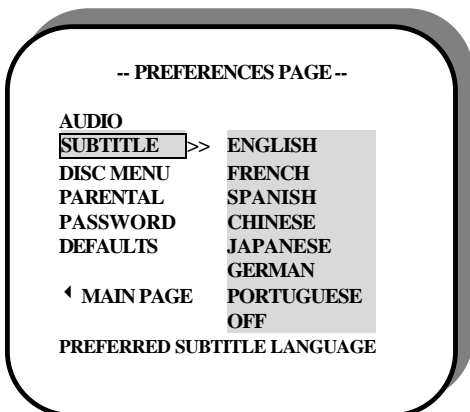 -- PREFERENCES PAGE --
AUDIO
SUBTITLE >> ENGLISH
DISC MENU FRENCH
PARENTAL SPANISH
PASSWORD CHINESE
DEFAULTS JAPANESE
GERMAN
MAIN PAGE PORTUGUESE
OFF
PREFERRED SUBTITLE LANGUAGE